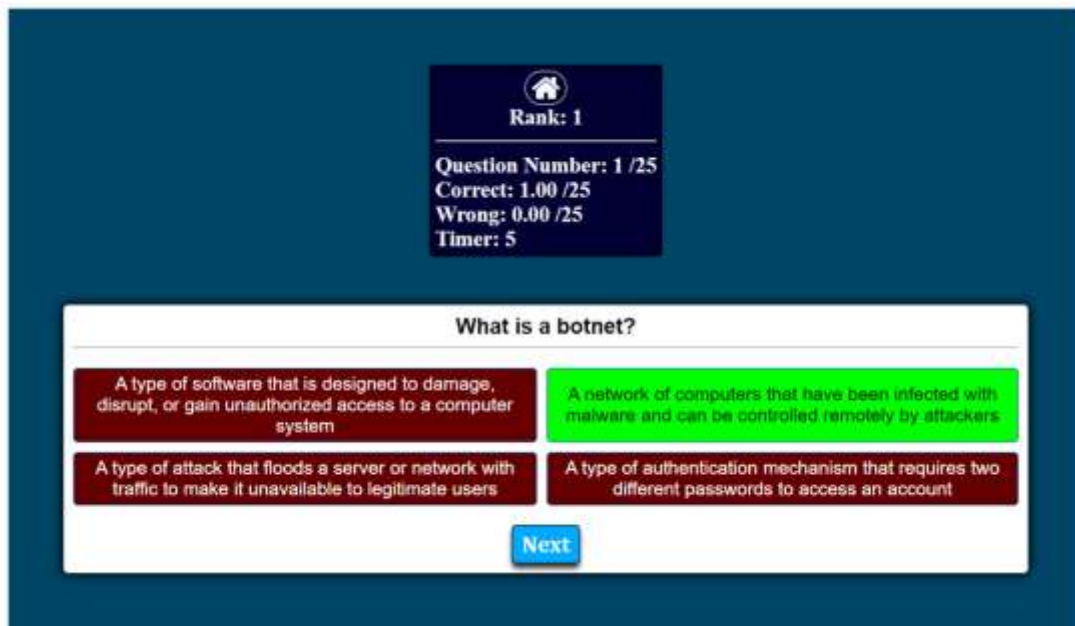 Rank: 1
Question Number: 1 /25
Correct: 1.00 /25
Wrong: 0.00 /25
Timer: 5
What is a botnet?
A type of software that is designed to damage,
disrupt, or gain unauthorized access to a computer
system
A network of computers that have been infected with
malware and can be controlled remotely by attackers
A type of attack that floods a server or network with
traffic to make it unavailable to legitimate users
A type of authentication mechanism that requires two
different passwords to access an account
Next